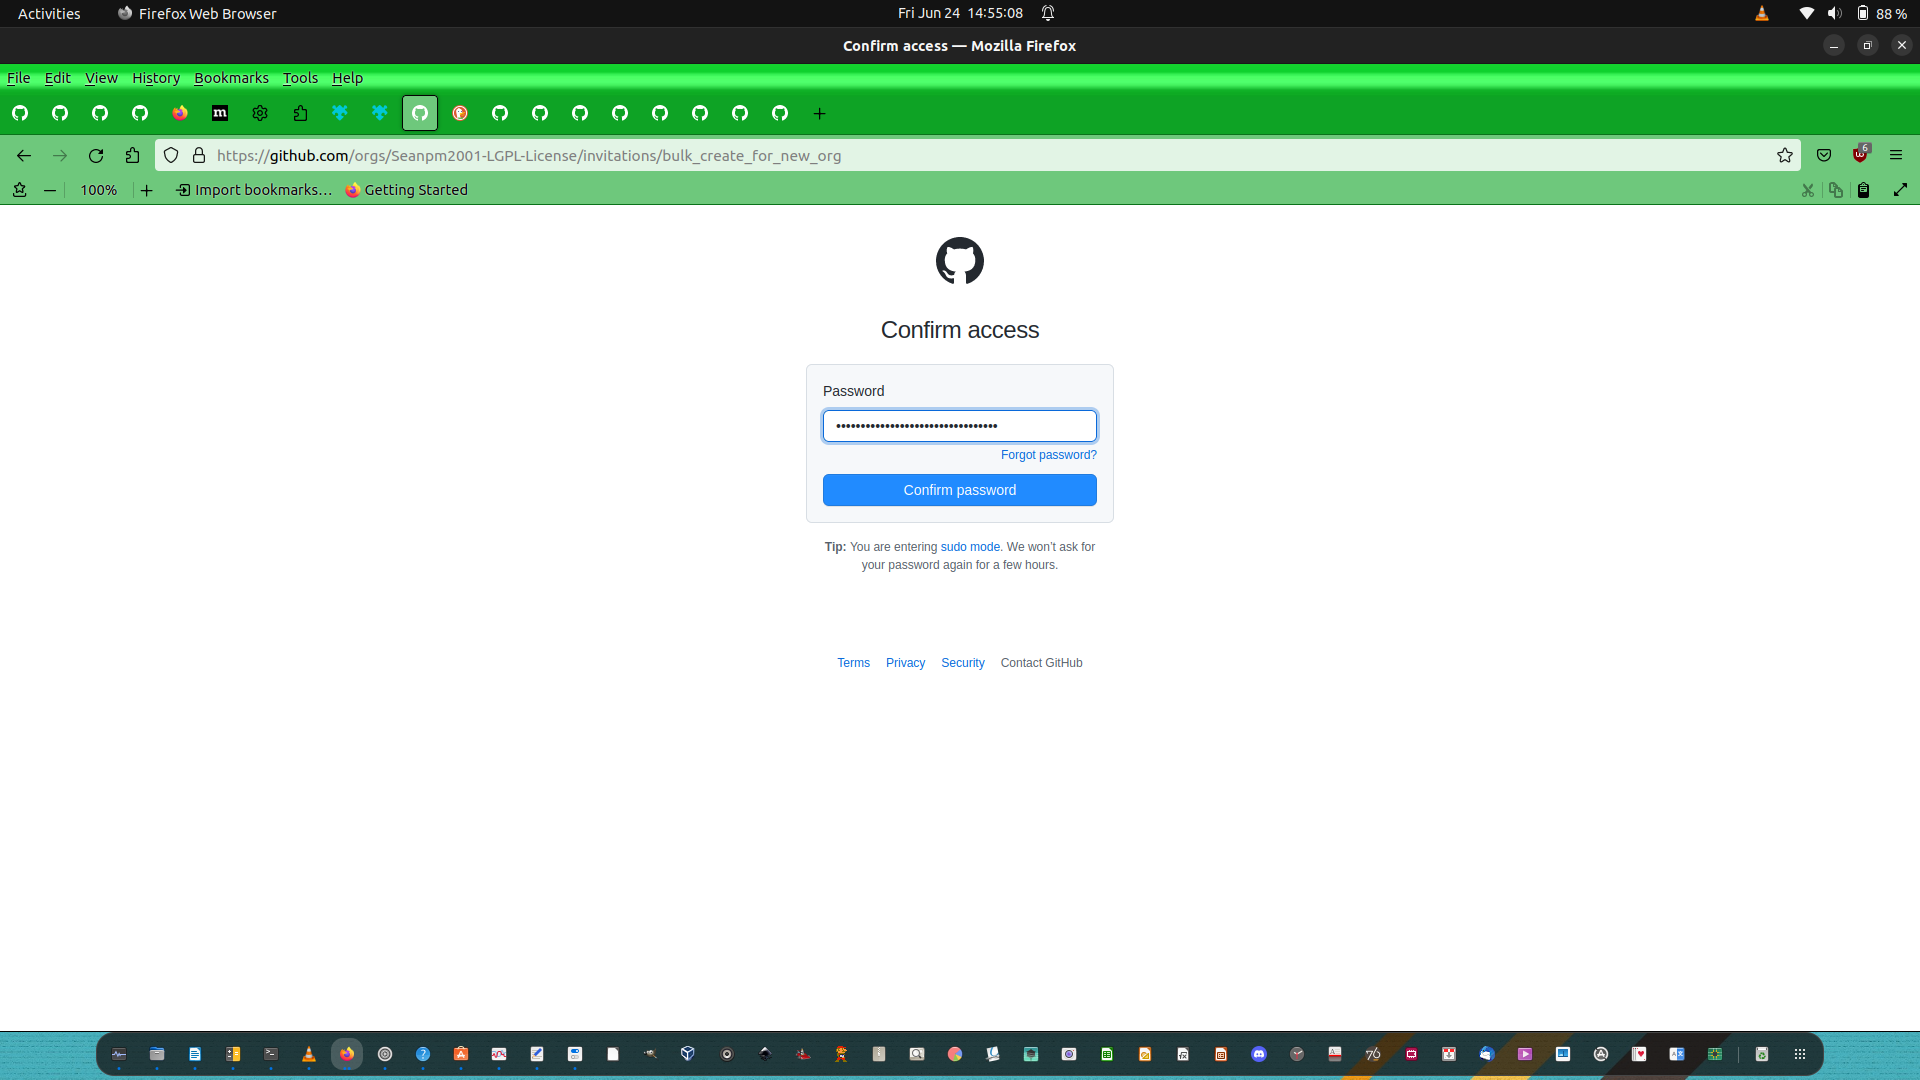 Activities Firefox Web Browser Fri Jun 24 14:55:08 88 %
Confirm access — Mozilla Firefox
File Edit View History Bookmarks Tools Help
m
https://github.com/orgs/Seanpm2001-LGPL-License/invitations/bulk_create_for_new_org 6
100% Import bookmarks... Getting Started
Confirm access
Password
•••••••••••••••••••••••••••••••••
Forgot password?
Confirm password
Tip: You are entering sudo mode. We won't ask for
your password again for a few hours.
Terms Privacy Security Contact GitHub
76